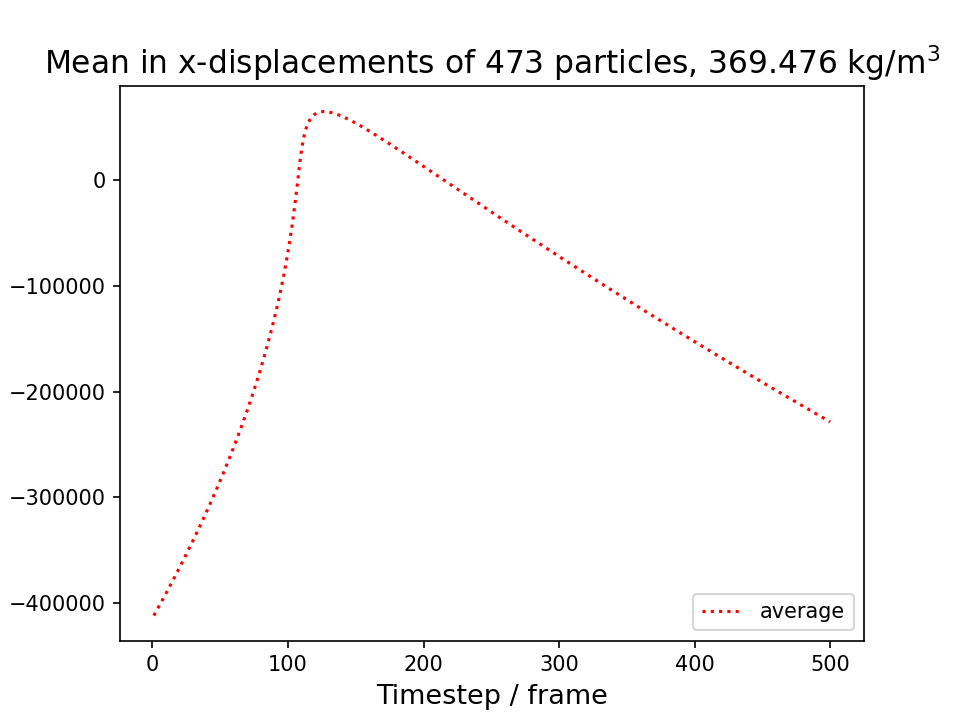 Mean in x-displacements of 473 particles, 369.476 kg/m³
0
−100000
−200000
−300000
−400000
average
0 100 200 300 400 500
Timestep / frame